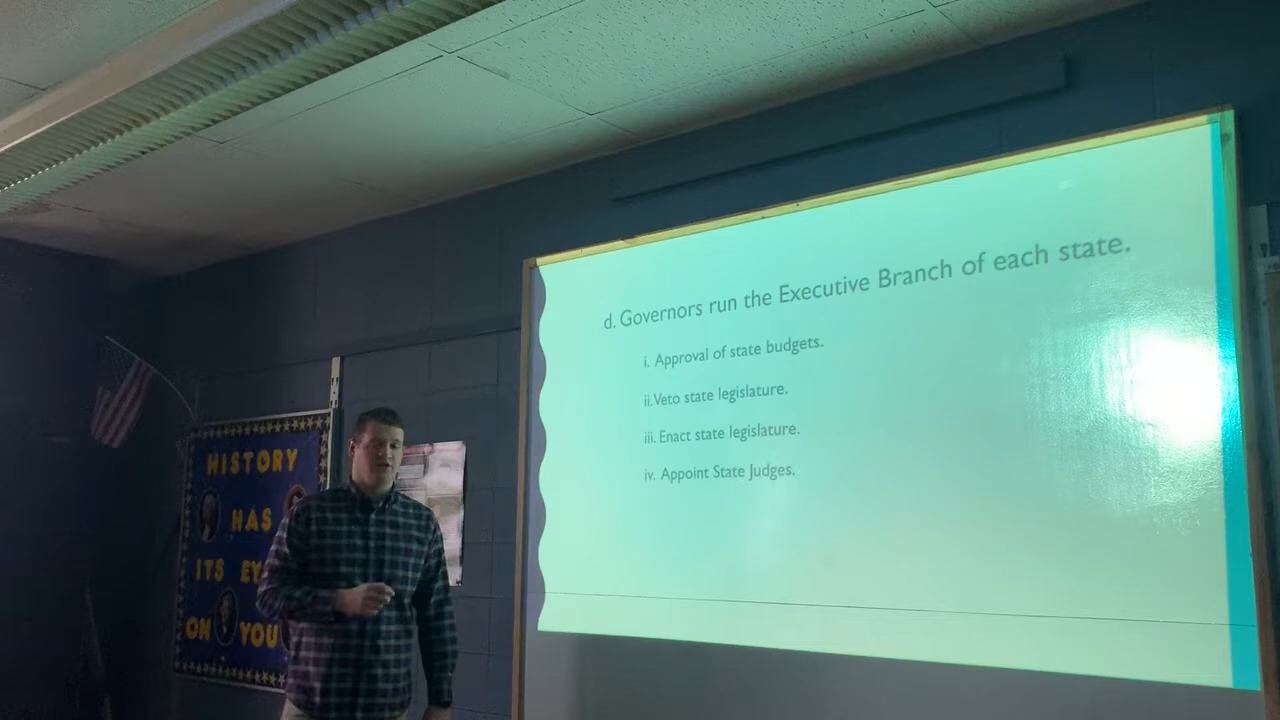 d. Governors run the Executive Branch of each state.
i. Approval of state budgets.
ii. Veto state legislature.
iii. Enact state legislature.
iv. Appoint State Judges.
HISTORY
HAS
ITS EY
ON YOU